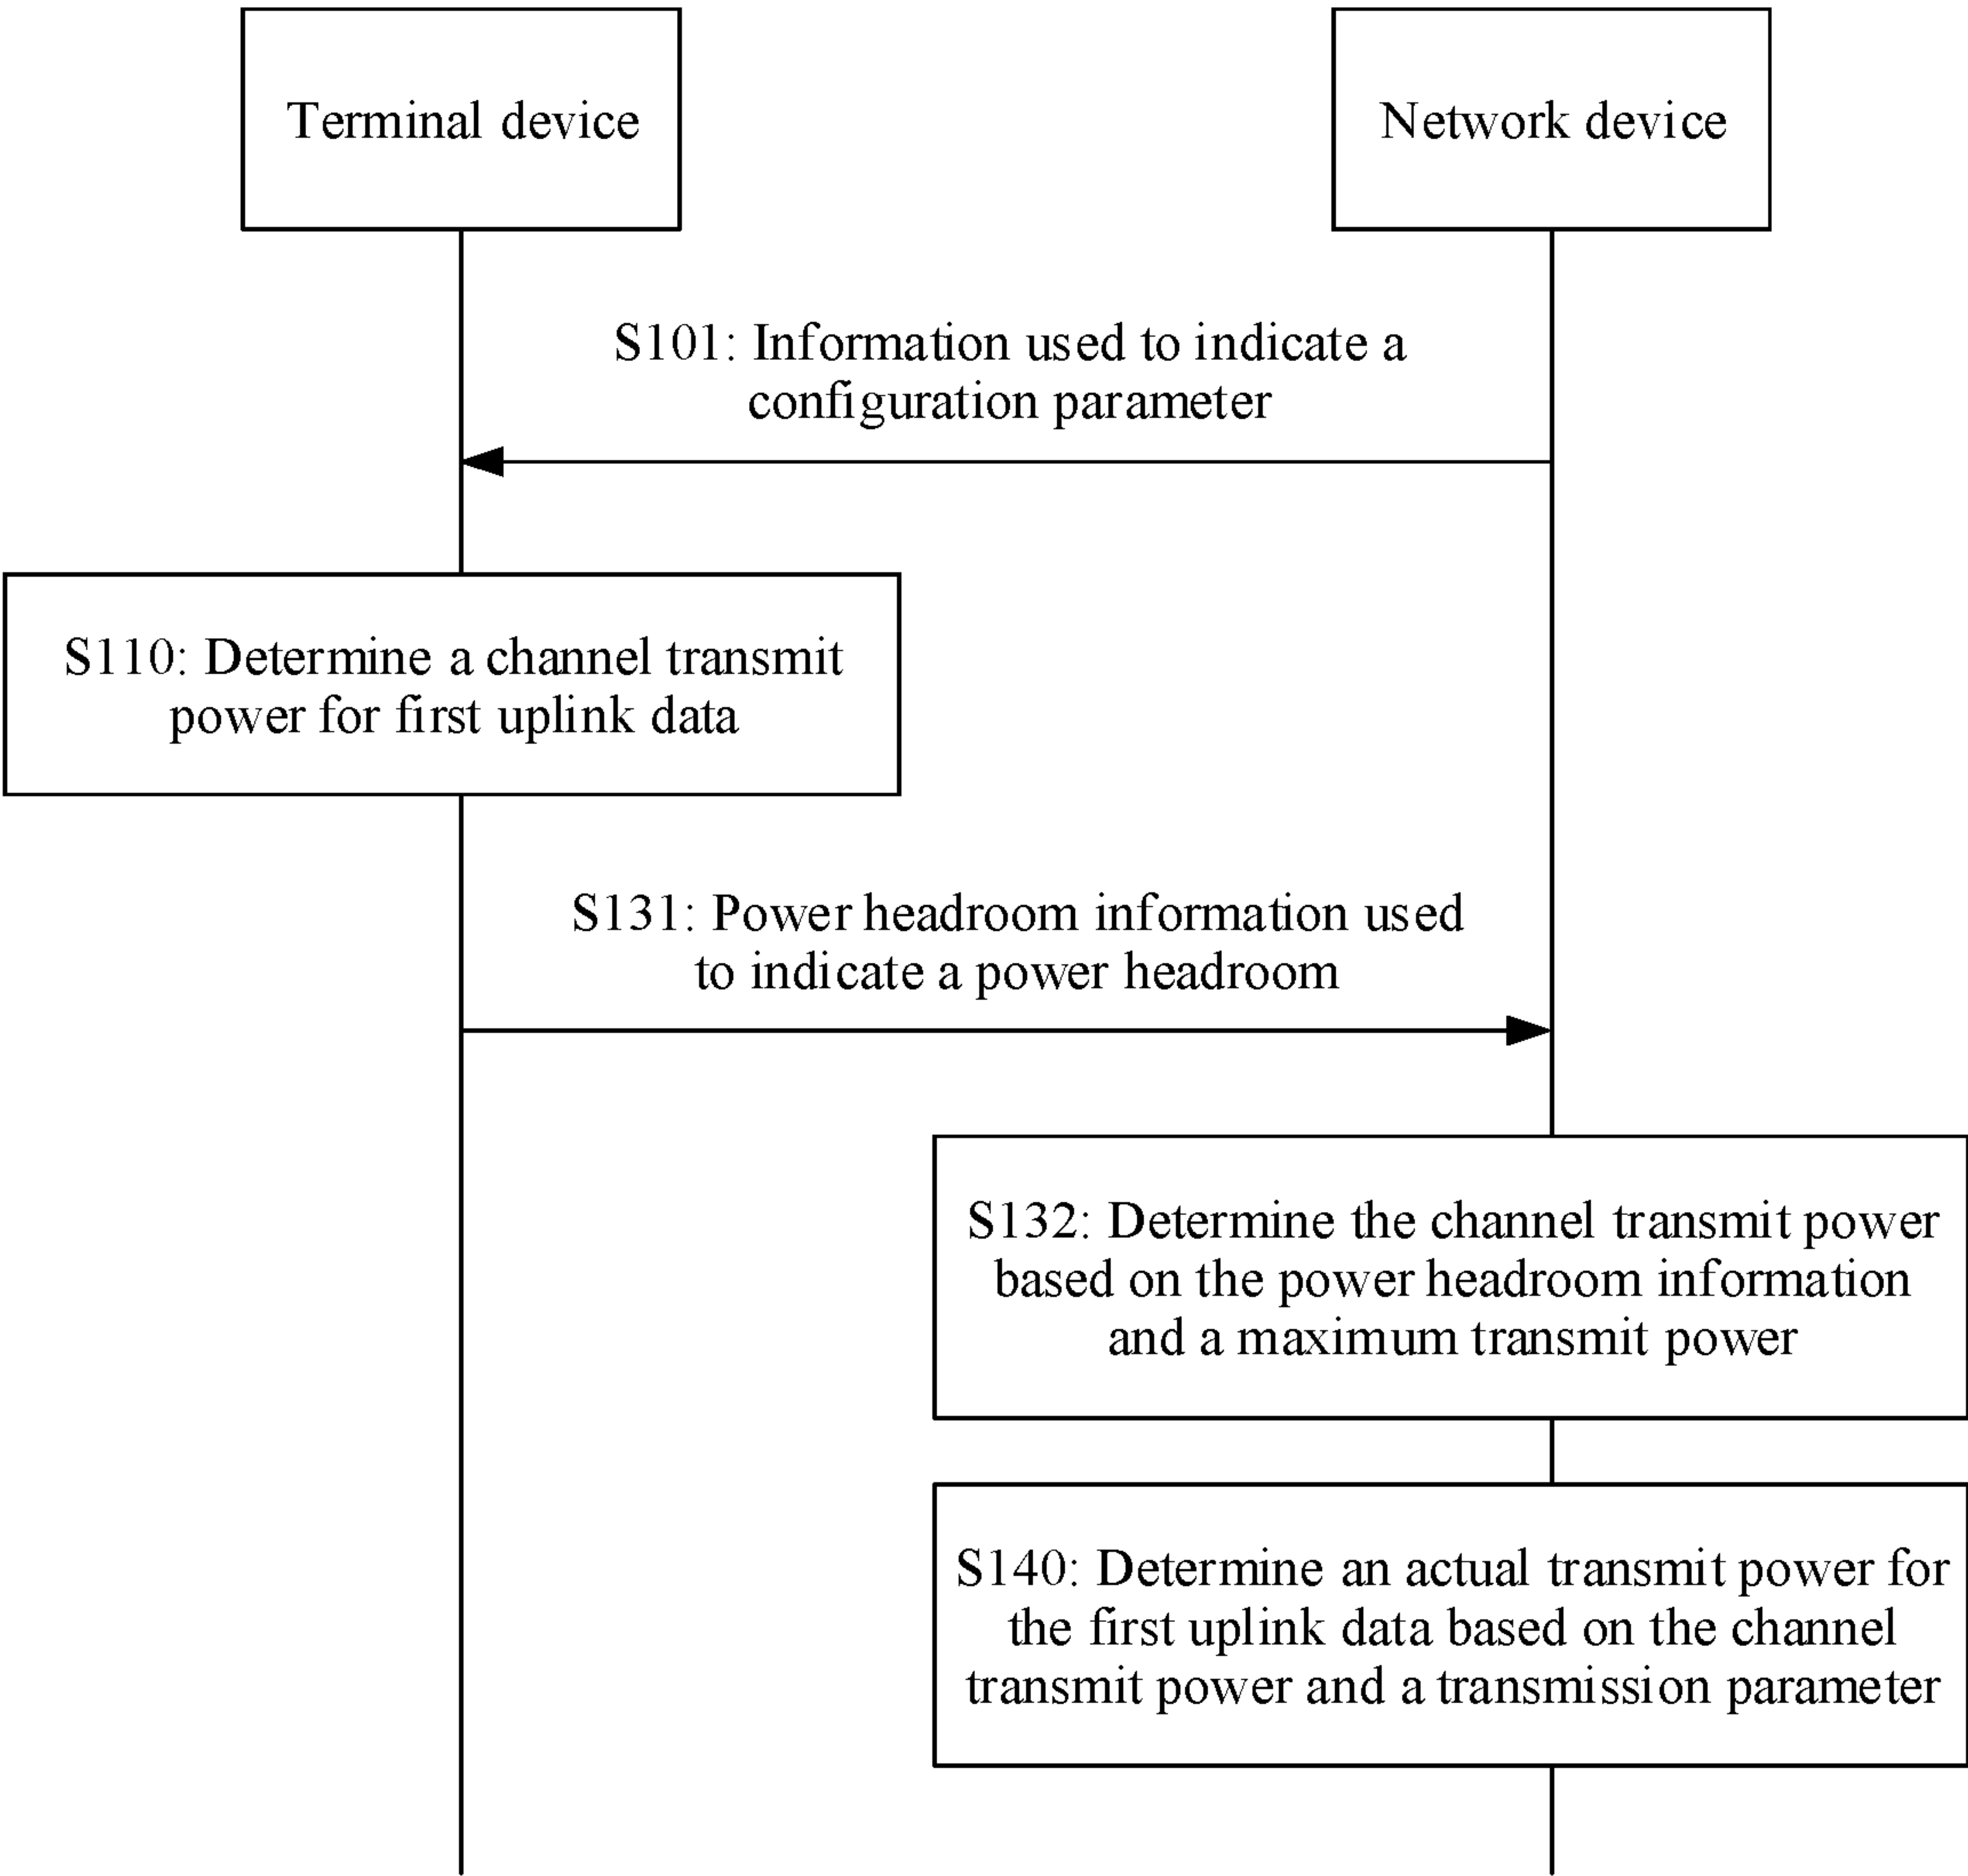 Terminal device
Network device
S101: Information used to indicate a
configuration parameter
S110: Determine a channel transmit
power for first uplink data
S131: Power headroom information used
to indicate a power headroom
S132: Determine the channel transmit power
based on the power headroom information
and a maximum transmit power
S140: Determine an actual transmit power for
the first uplink data based on the channel
transmit power and a transmission parameter